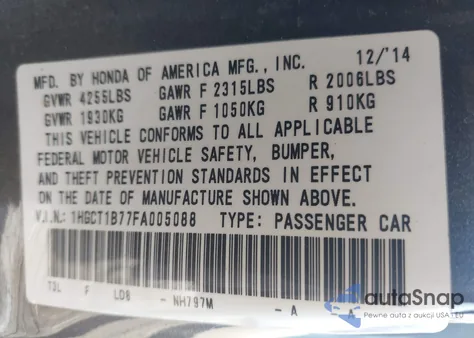 MFD. BY HONDA OF AMERICA MFG., INC. 12/14
GVWR 4255LBS GAWR F 2315LBS R 2006LBS
GVWR 1930KG GAWR F 1050KG R 910KG
THIS VEHICLE CONFORMS TO ALL APPLICABLE
FEDERAL MOTOR VEHICLE SAFETY, BUMPER,
AND THEFT PREVENTION STANDARDS IN EFFECT
ON THE DATE OF MANUFACTURE SHOWN ABOVE.
V.I.N.: 1HGCT1B77FA005088 TYPE: PASSENGER CAR
T3L F LD8 - NH797M - A - A -
autaSnap
Pewne auta z aukcji USA i EU